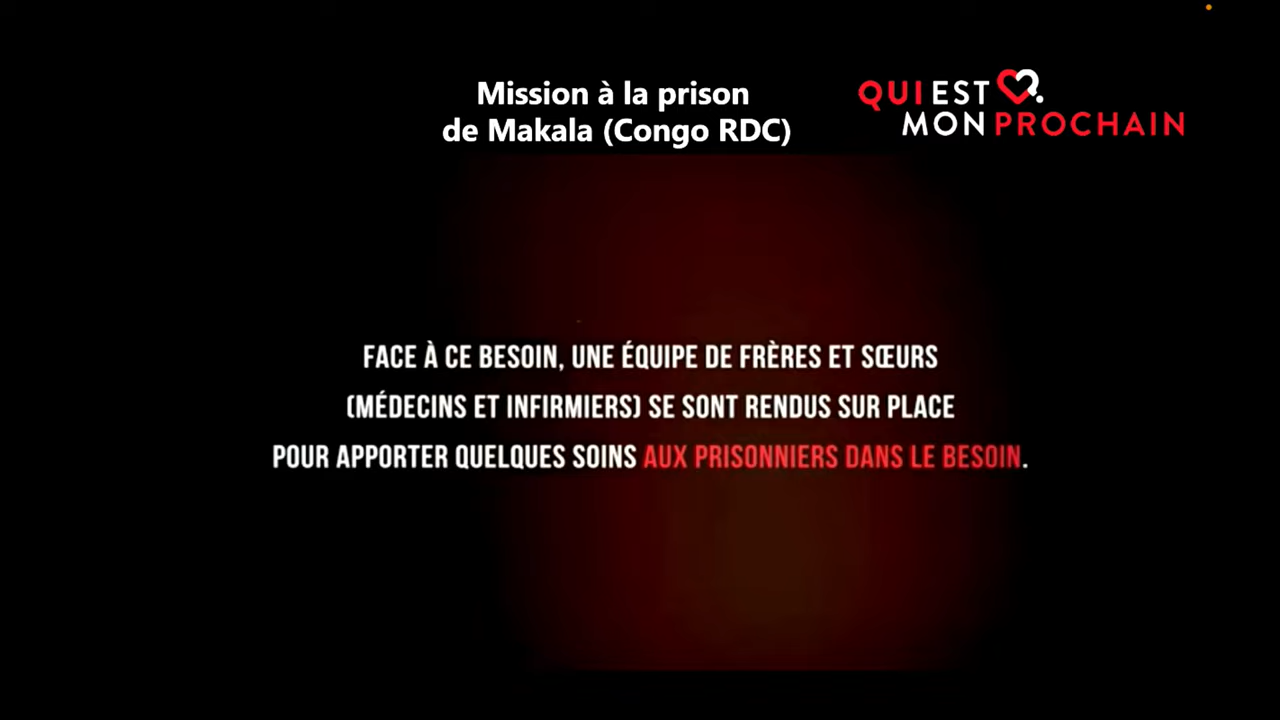 Mission à la prison
de Makala (Congo RDC)
QUI EST
MON PROCHAIN
FACE À CE BESOIN, UNE ÉQUIPE DE FRÈRES ET SŒURS
(MÉDECINS ET INFIRMIERS) SE SONT RENDUS SUR PLACE
POUR APPORTER QUELQUES SOINS AUX PRISONNIERS DANS LE BESOIN.